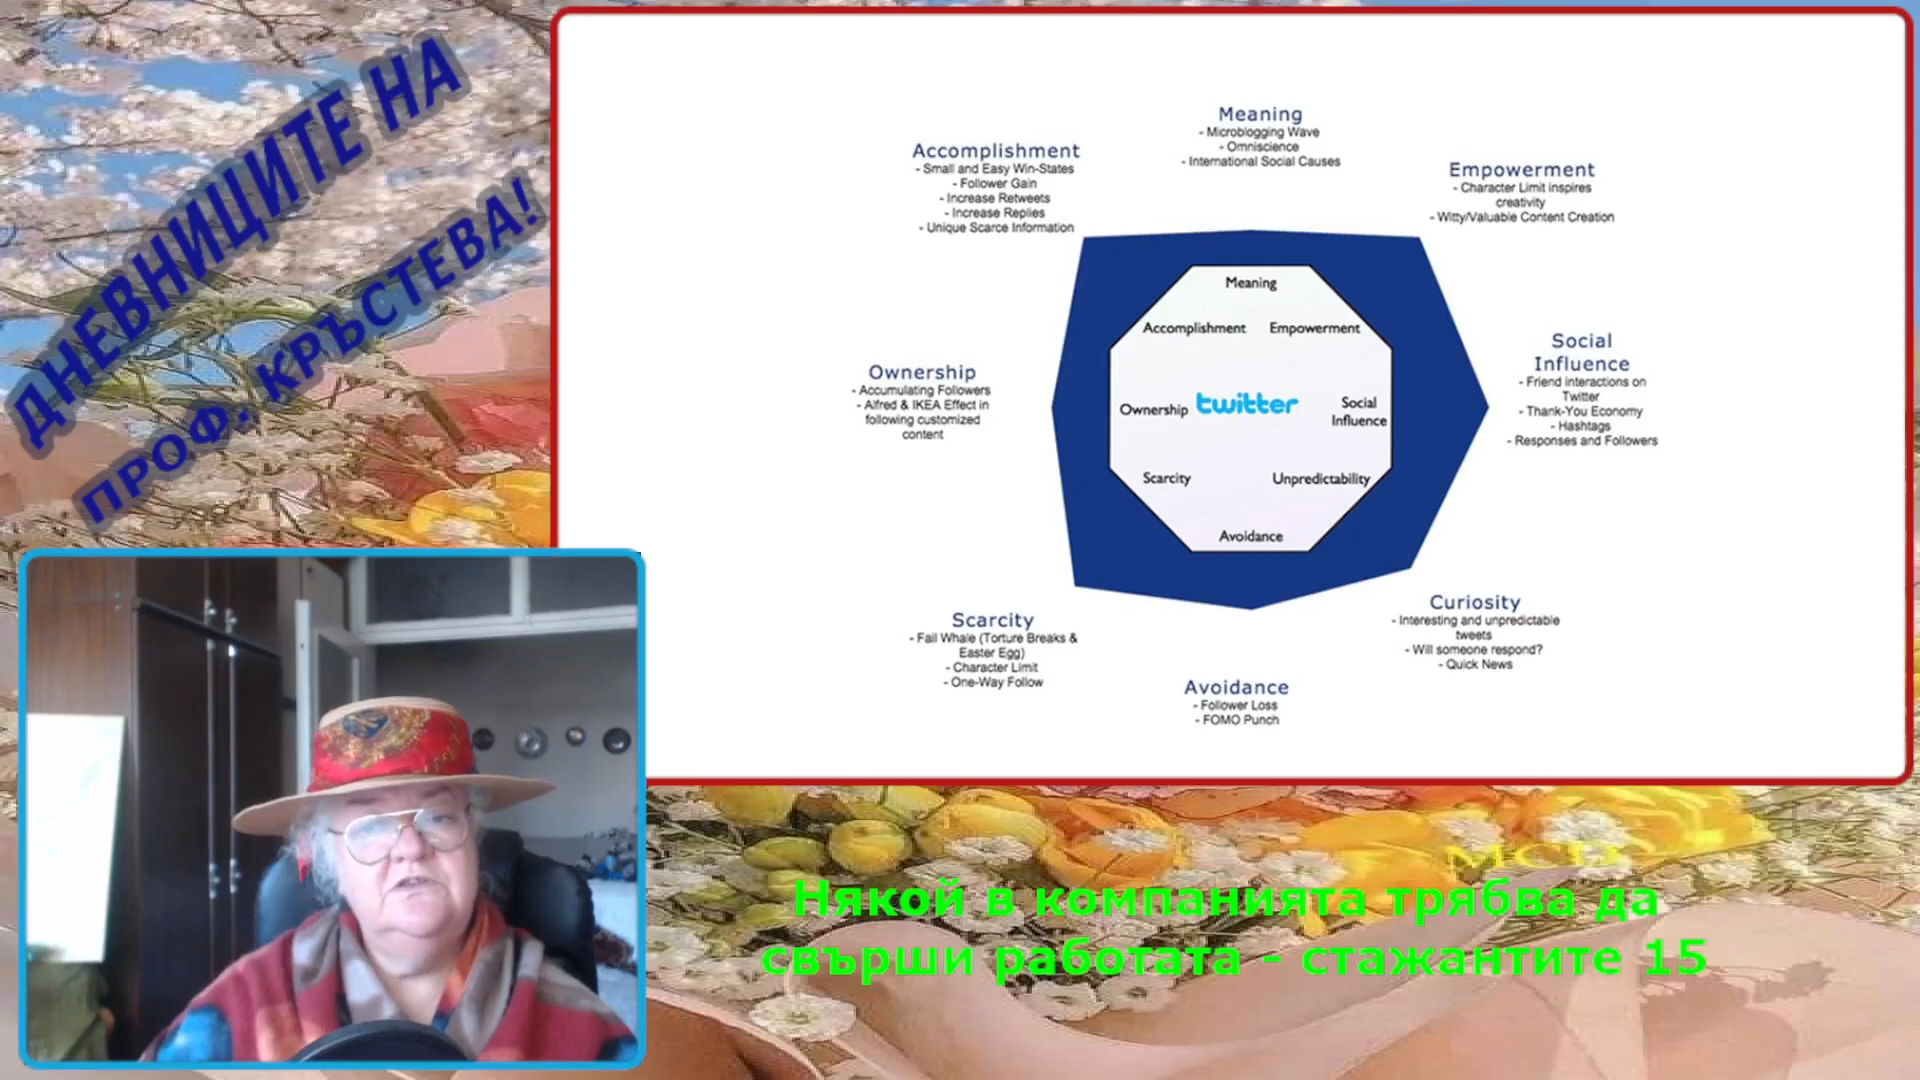 ДНЕВНИЦИТЕ НА
ПРОФ. КРЪСТЕВА!
Meaning
- Microblogging Wave
- Omniscience
- International Social Causes
Accomplishment
- Small and Easy Win-States
- Follower Gain
- Increase Retweets
- Increase Replies
- Unique Scarce Information
Empowerment
- Character Limit inspires
creativity
- Witty/Valuable Content Creation
Ownership
- Accumulating Followers
- Alfred & IKEA Effect in
following customized
content
Meaning
Accomplishment
Empowerment
Ownership
twitter
Social
Influence
Scarcity
Unpredictability
Avoidance
Social
Influence
- Friend interactions on
Twitter
- Thank-You Economy
- Hashtags
- Responses and Followers
Scarcity
- Fail Whale (Torture Breaks &
Easter Egg)
- Character Limit
- One-Way Follow
Avoidance
- Follower Loss
- FOMO Punch
Curiosity
- Interesting and unpredictable
tweets
- Will someone respond?
- Quick News
Някой в компанията трябва да
свърши работата - стажантите 15